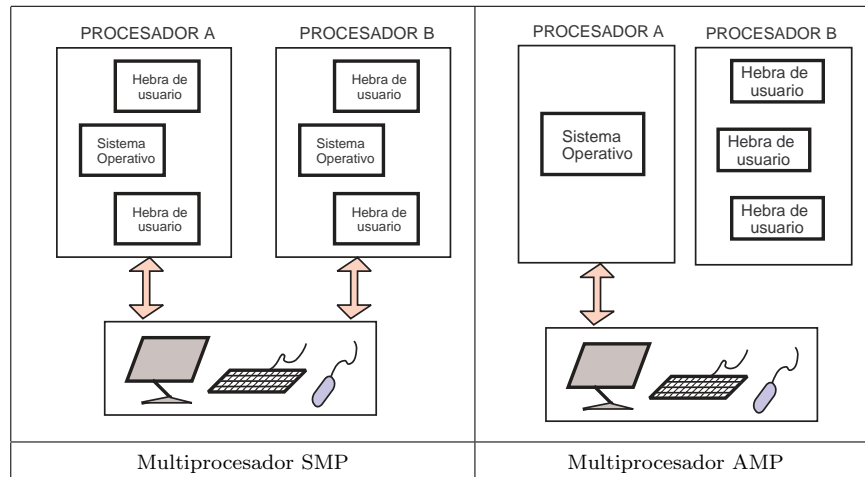 PROCESADOR A
PROCESADOR B
Hebra de
usuario
Hebra de
usuario
Sistema
Operativo
Sistema
Operativo
Hebra de
usuario
Hebra de
usuario
Multiprocesador SMP
PROCESADOR A
PROCESADOR B
Hebra de
usuario
Sistema
Operativo
Hebra de
usuario
Hebra de
usuario
Multiprocesador AMP